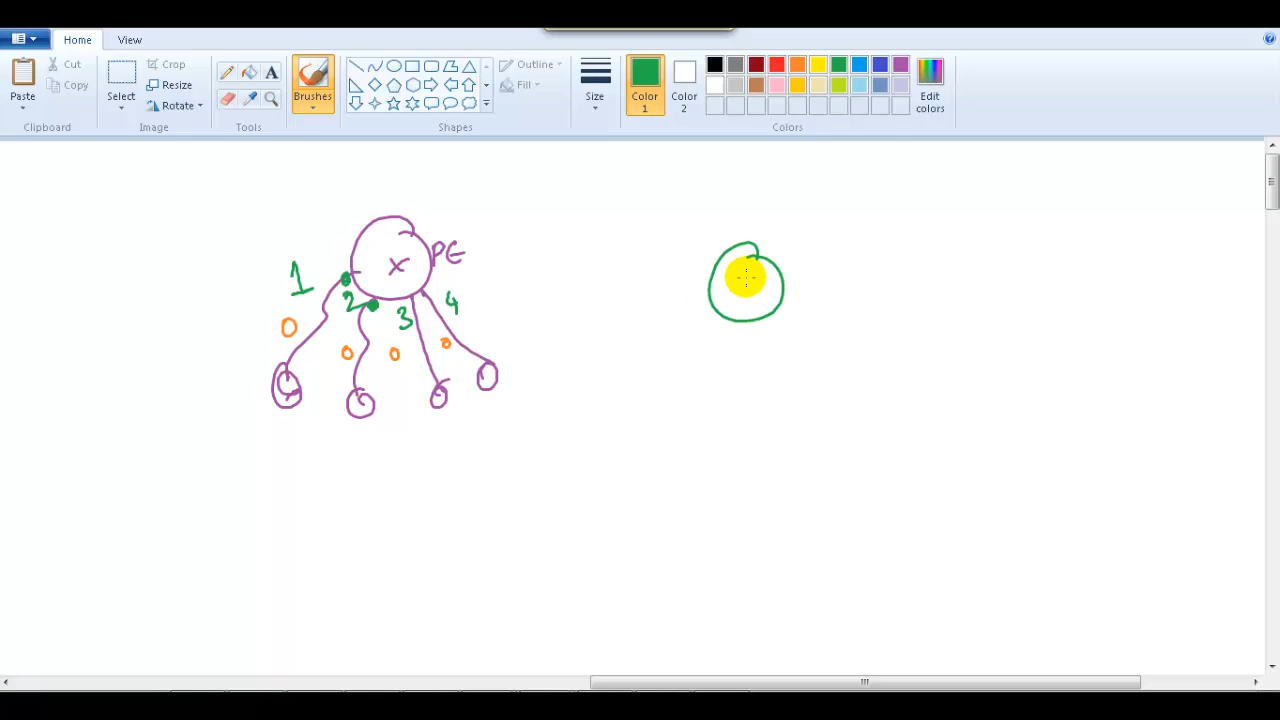 Home View
Paste
Cut
Copy
Clipboard
Select
Crop
Resize
Rotate
Image
A
Tools
Brushes
Outline
Fill
Shapes
Size
Color
1
Color
2
Edit
colors
Colors
X PE
1 2 3 4
0 0 0 0